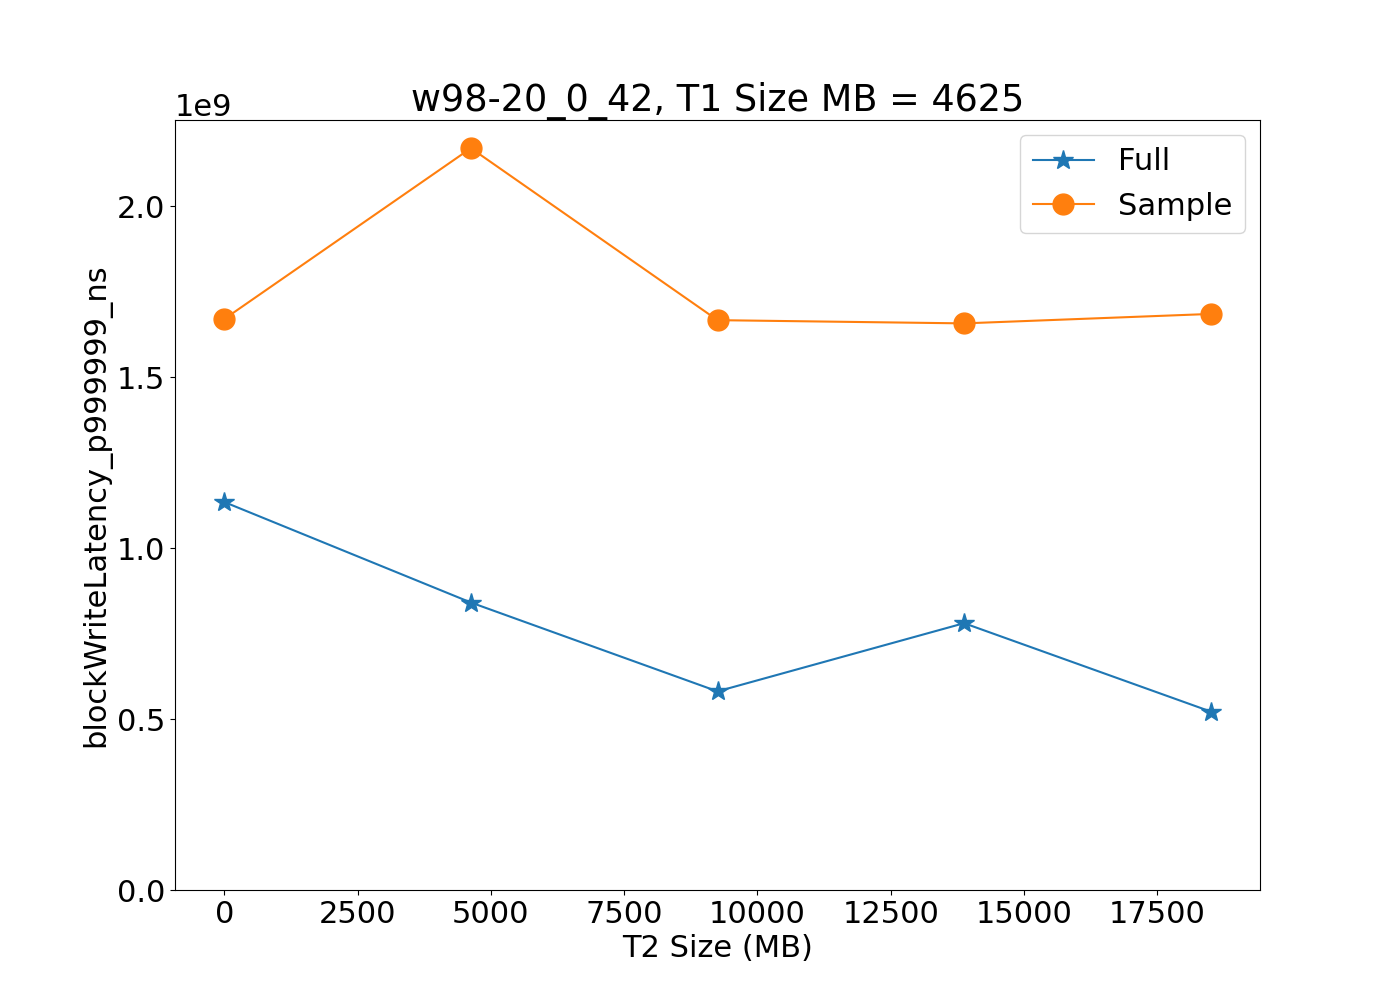 w98-20_0_42, T1 Size MB = 4625
1e9
Full
Sample
2.0
1.5
1.0
0.5
0.0
blockWriteLatency_p999999_ns
0 2500 5000 7500 10000 12500 15000 17500
T2 Size (MB)